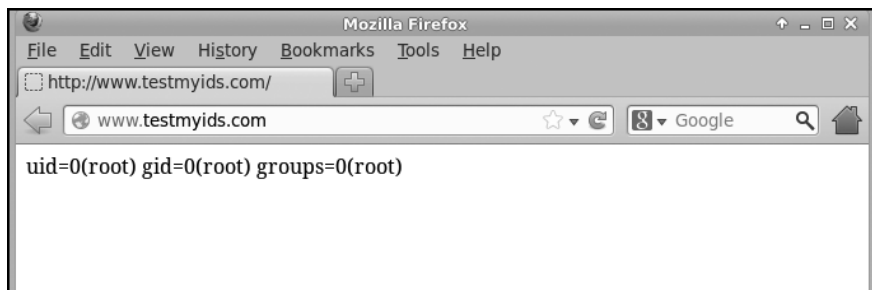 Mozilla Firefox
File Edit View History Bookmarks Tools Help
http://www.testmyids.com/
www.testmyids.com
8 Google
uid=0(root) gid=0(root) groups=0(root)